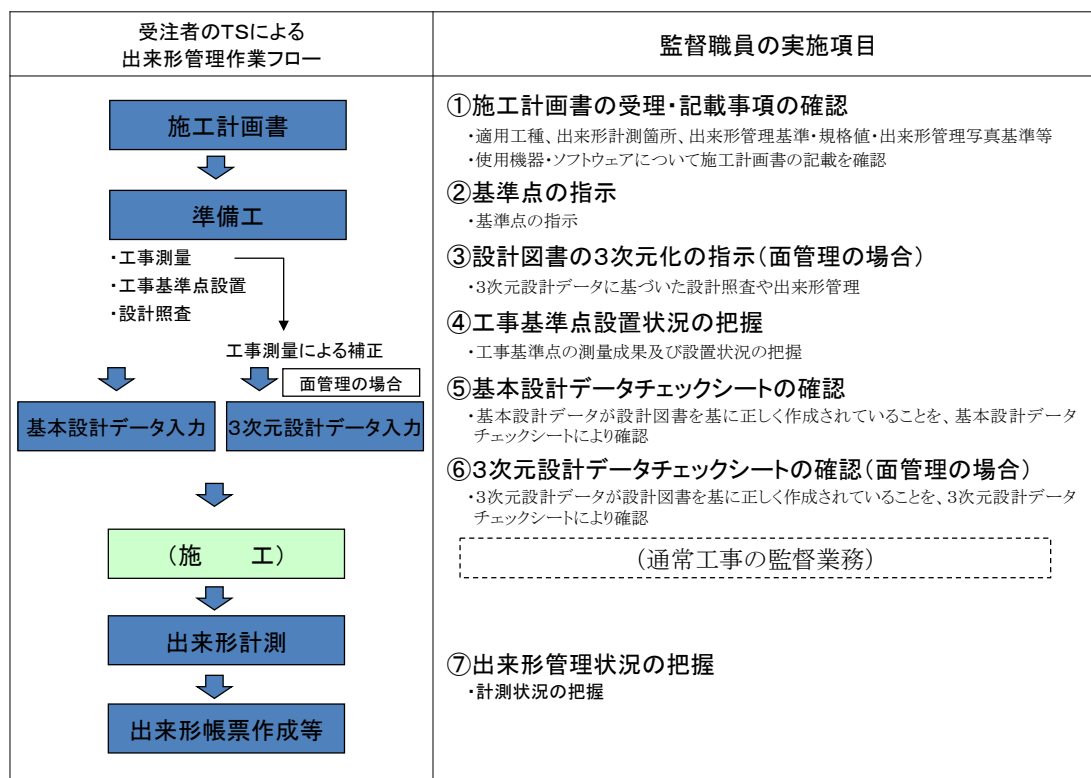 受注者のTSによる
出来形管理作業フロー
監督職員の実施項目
施工計画書
準備工
・工事測量
・工事基準点設置
・設計照査
工事測量による補正
面管理の場合
基本設計データ入力
3次元設計データ入力
(施　　工)
出来形計測
出来形帳票作成等
①施工計画書の受理・記載事項の確認
・適用工種、出来形計測箇所、出来形管理基準・規格値・出来形管理写真基準等
・使用機器・ソフトウェアについて施工計画書の記載を確認
②基準点の指示
・基準点の指示
③設計図書の3次元化の指示(面管理の場合)
・3次元設計データに基づいた設計照査や出来形管理
④工事基準点設置状況の把握
・工事基準点の測量成果及び設置状況の把握
⑤基本設計データチェックシートの確認
・基本設計データが設計図書を基に正しく作成されていることを、基本設計データ
チェックシートにより確認
⑥3次元設計データチェックシートの確認(面管理の場合)
・3次元設計データが設計図書を基に正しく作成されていることを、3次元設計データ
チェックシートにより確認
(通常工事の監督業務)
⑦出来形管理状況の把握
・計測状況の把握